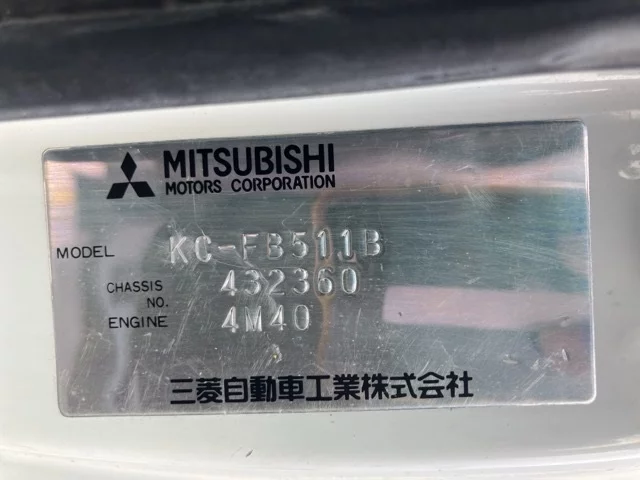 MITSUBISHI
MOTORS CORPORATION
MODEL KC-FB511B
CHASSIS NO. 432360
ENGINE 4M40
三菱自動車工業株式会社